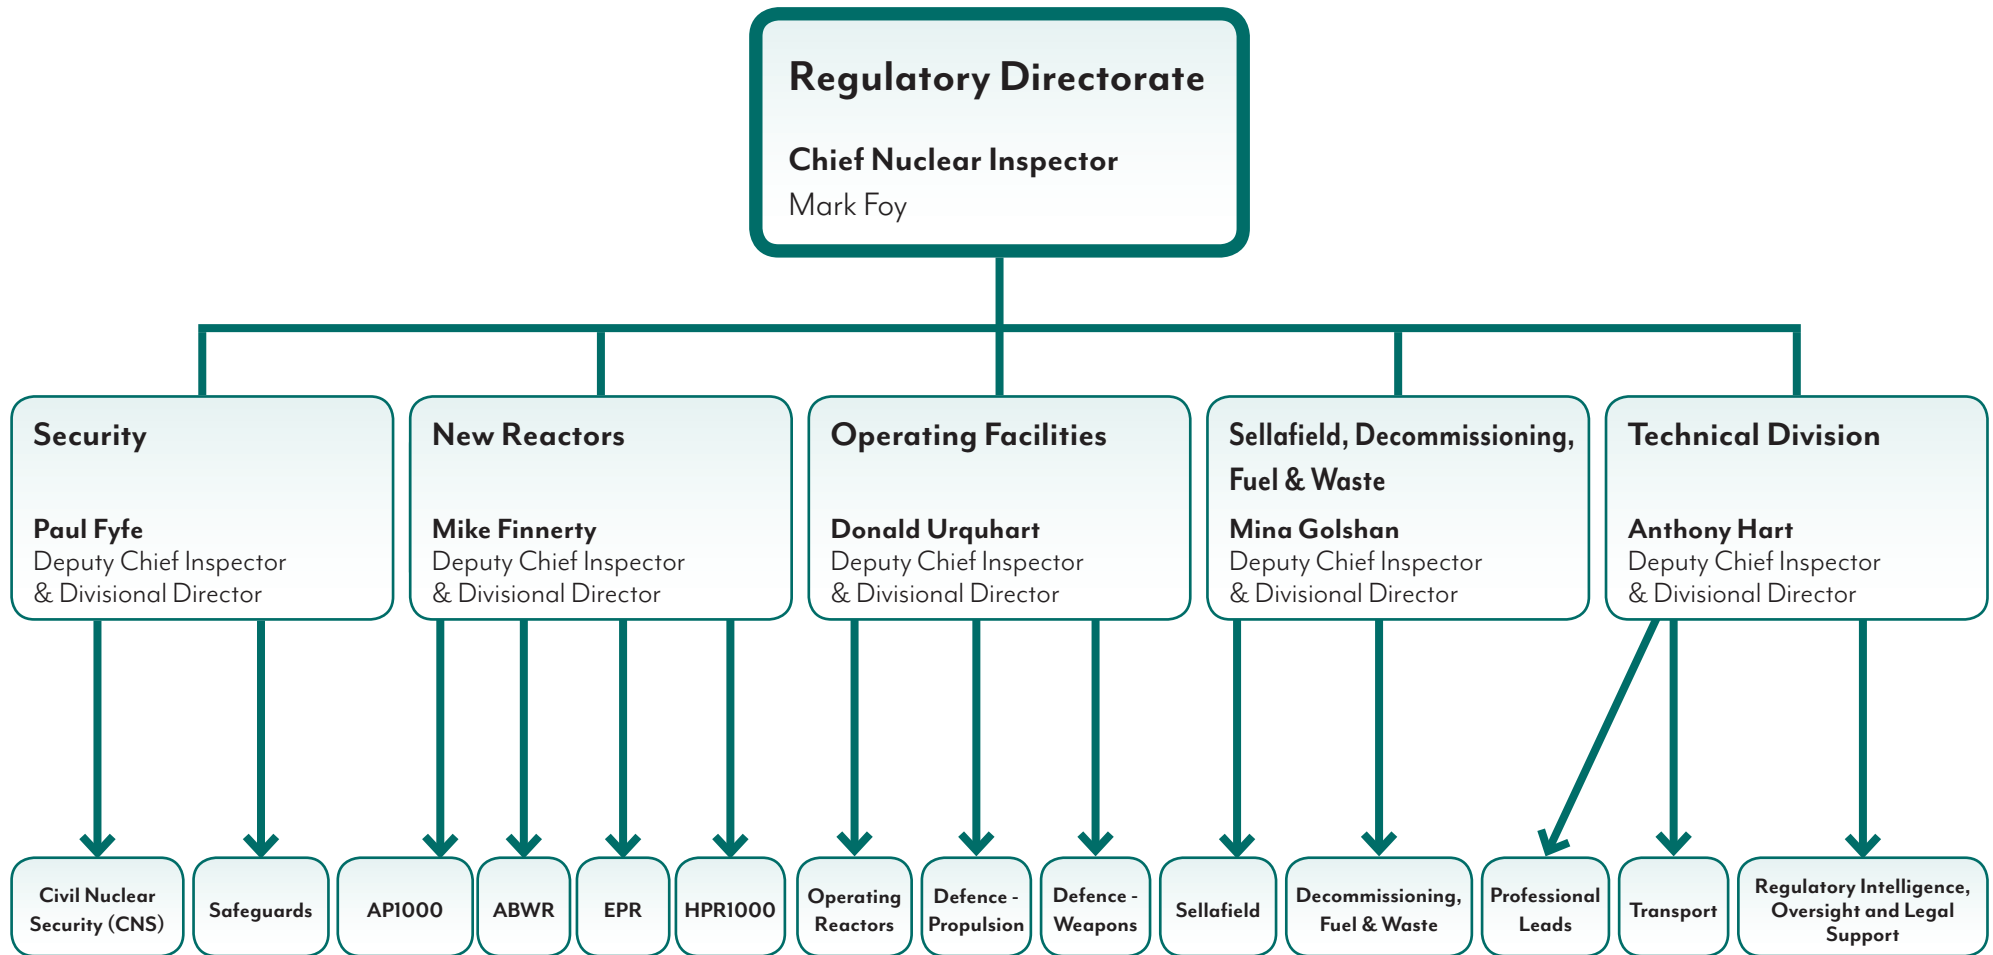 Regulatory Directorate
Chief Nuclear Inspector
Mark Foy
Security
Paul Fyfe
Deputy Chief Inspector
& Divisional Director
New Reactors
Mike Finnerty
Deputy Chief Inspector
& Divisional Director
Operating Facilities
Donald Urquhart
Deputy Chief Inspector
& Divisional Director
Sellafield, Decommissioning,
Fuel & Waste
Mina Golshan
Deputy Chief Inspector
& Divisional Director
Technical Division
Anthony Hart
Deputy Chief Inspector
& Divisional Director
Civil Nuclear
Security (CNS)
Safeguards
AP1000
ABWR
EPR
HPR1000
Operating
Reactors
Defence -
Propulsion
Defence -
Weapons
Sellafield
Decommissioning,
Fuel & Waste
Professional
Leads
Transport
Regulatory Intelligence,
Oversight and Legal
Support